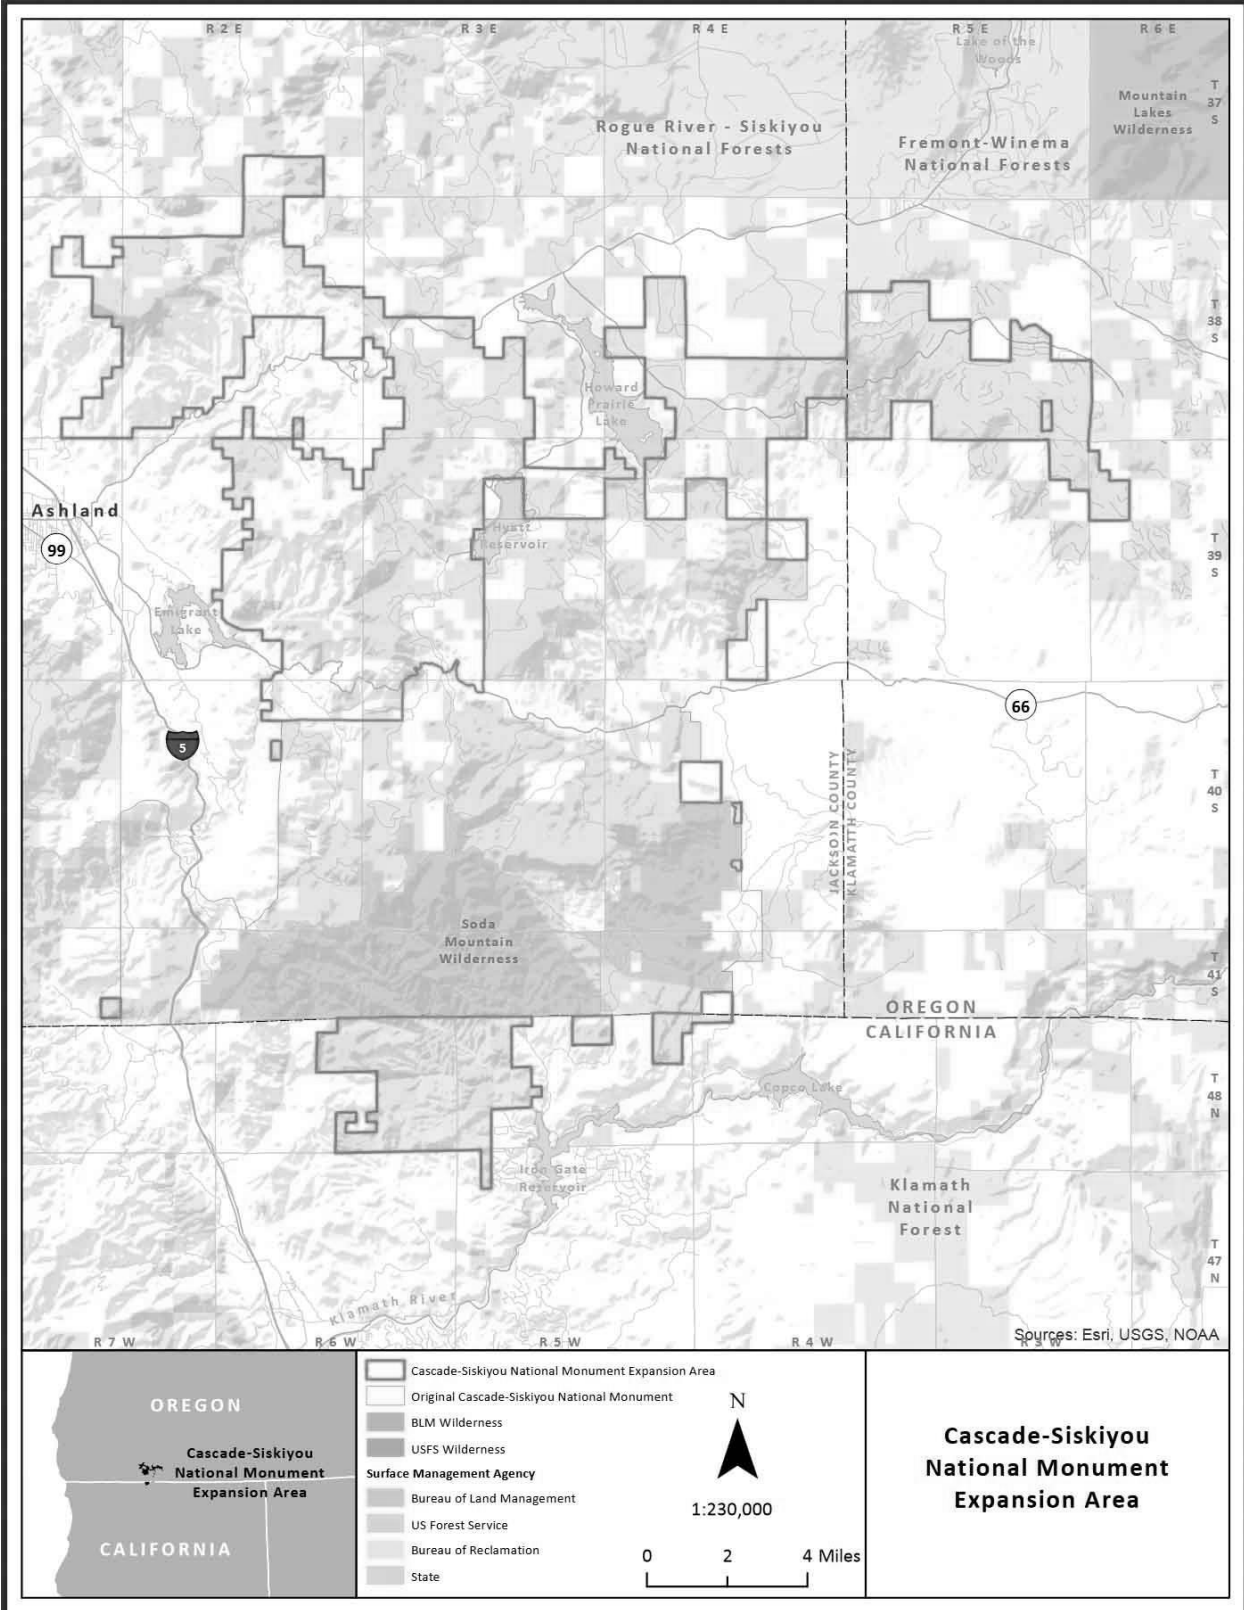 R 2 E
R 3 E
R 4 E
R 5 E
R 6 E
Lake of the
Woods
T
37
S
Mountain
Lakes
Wilderness
Rogue River - Siskiyou
National Forests
Fremont-Winema
National Forests
T
38
S
Howard
Prairie
Lake
Ashland
99
Hyatt
Reservoir
T
39
S
Emigrant
Lake
66
5
JACKSON COUNTY
KLAMATH COUNTY
T
40
S
Soda
Mountain
Wilderness
T
41
S
OREGON
CALIFORNIA
Copco Lake
T
48
N
Iron Gate
Reservoir
Klamath
National
Forest
T
47
N
Klamath River
R 7 W
R 6 W
R 5 W
R 4 W
R 3 W
Sources: Esri, USGS, NOAA
OREGON
Cascade-Siskiyou
National Monument
Expansion Area
CALIFORNIA
Cascade-Siskiyou National Monument Expansion Area
Original Cascade-Siskiyou National Monument
BLM Wilderness
USFS Wilderness
Surface Management Agency
Bureau of Land Management
US Forest Service
Bureau of Reclamation
State
N
1:230,000
0 2 4 Miles
Cascade-Siskiyou
National Monument
Expansion Area